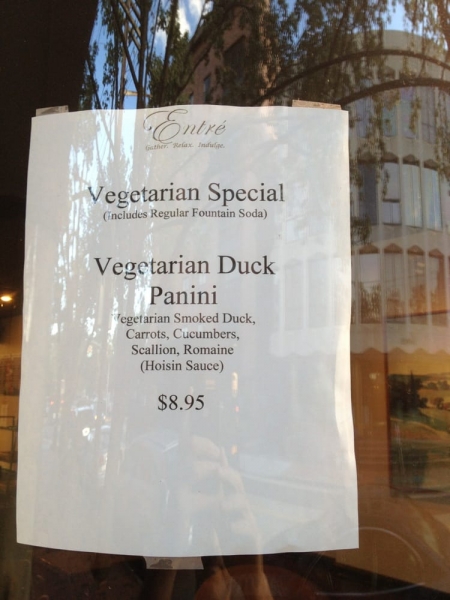 Entré
Gather. Relax. Indulge.
Vegetarian Special
(includes Regular Fountain Soda)
Vegetarian Duck
Panini
Vegetarian Smoked Duck,
Carrots, Cucumbers,
Scallion, Romaine
(Hoisin Sauce)
$8.95